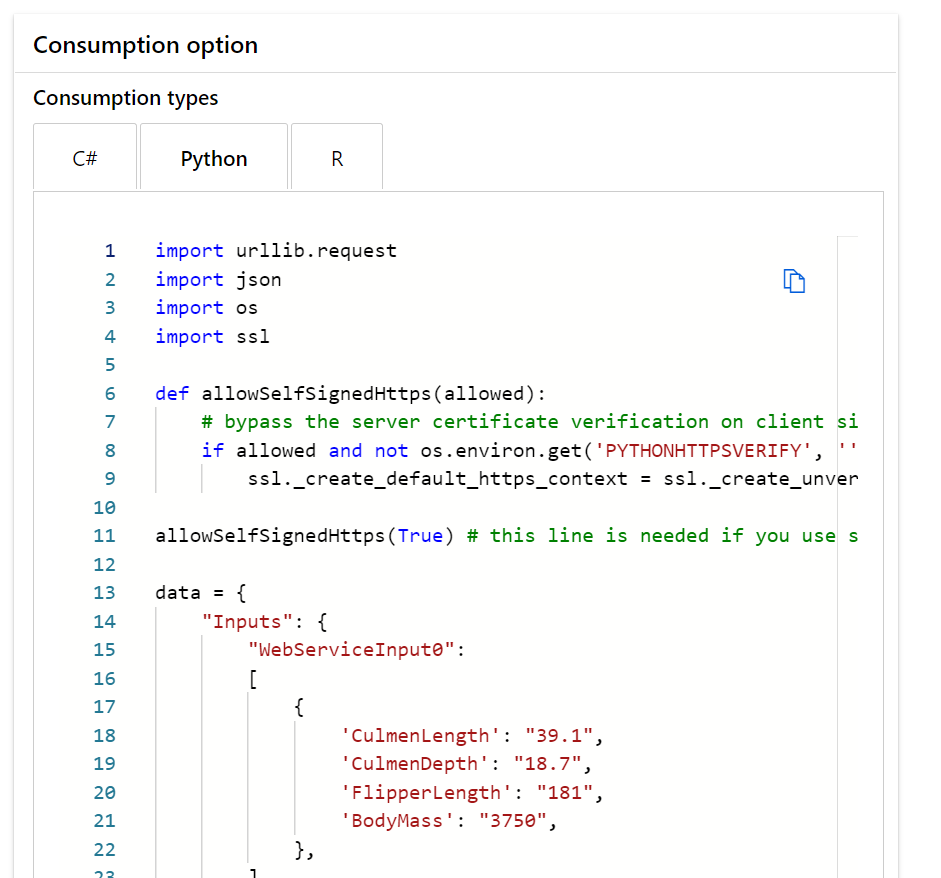 Consumption option
Consumption types
C#
Python
R
1 import urllib.request
2 import json
3 import os
4 import ssl
5
6 def allowSelfSignedHttps(allowed):
7 # bypass the server certificate verification on client si
8 if allowed and not os.environ.get('PYTHONHTTPSVERIFY', ''
9 ssl._create_default_https_context = ssl._create_unver
10
11 allowSelfSignedHttps(True) # this line is needed if you use s
12
13 data = {
14 "Inputs": {
15 "WebServiceInput0":
16 [
17 {
18 'CulmenLength': "39.1",
19 'CulmenDepth': "18.7",
20 'FlipperLength': "181",
21 'BodyMass': "3750",
22 },
23 ]